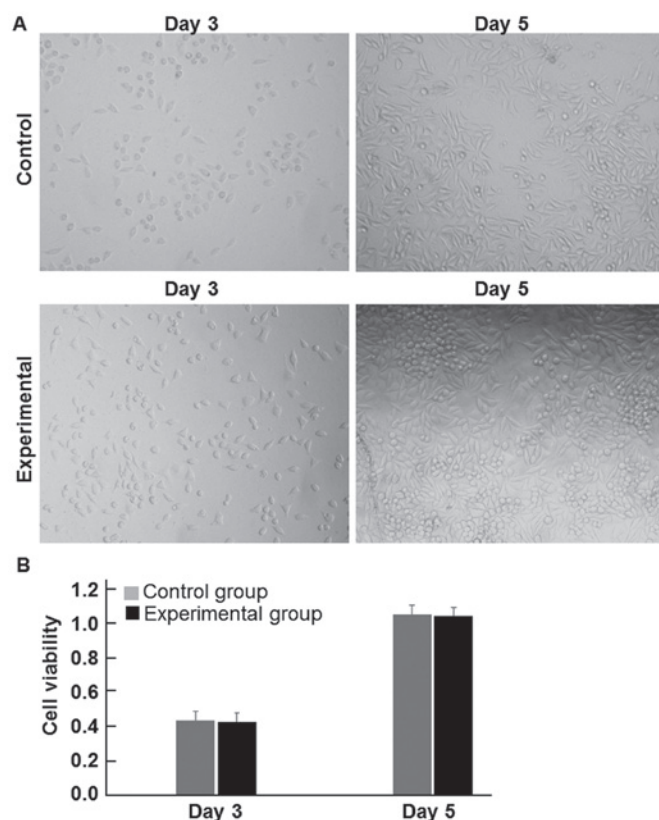 A
Day 3
Day 5
Control
Day 3
Day 5
Experimental
B
Cell viability
1.2
1.0
0.8
0.6
0.4
0.2
0.0
Control group
Experimental group
Day 3
Day 5